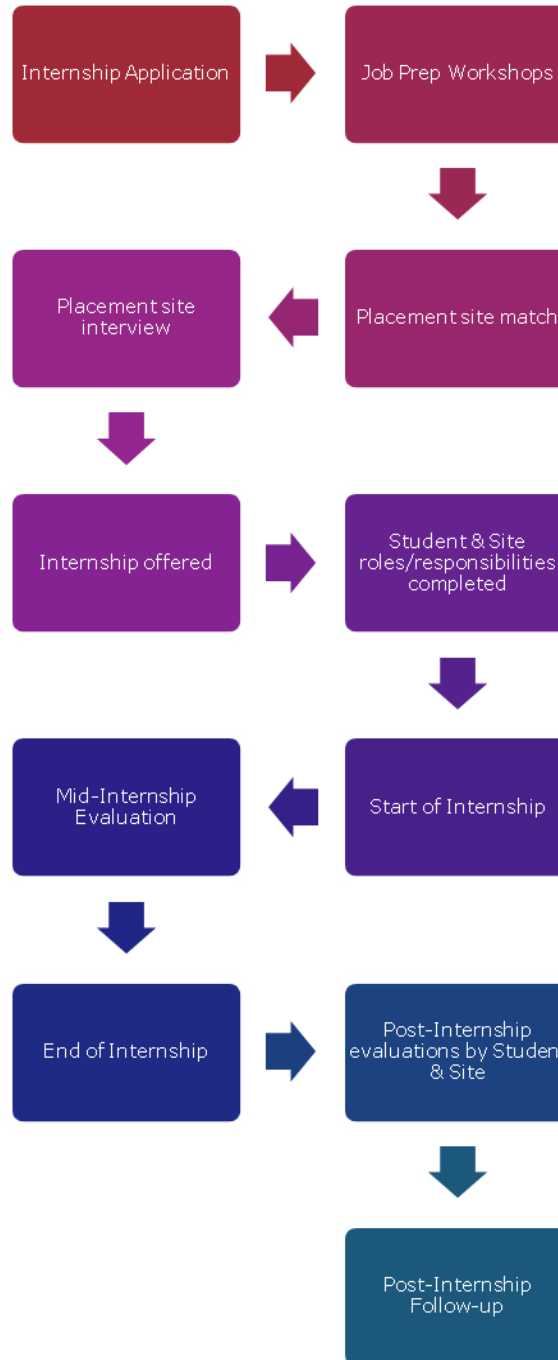 Internship Application
Job Prep Workshops
Placement site match
Placement site
interview
Internship offered
Student & Site
roles/responsibilities
completed
Start of Internship
Mid-Internship
Evaluation
End of Internship
Post-Internship
evaluations by Studen
& Site
Post-Internship
Follow-up